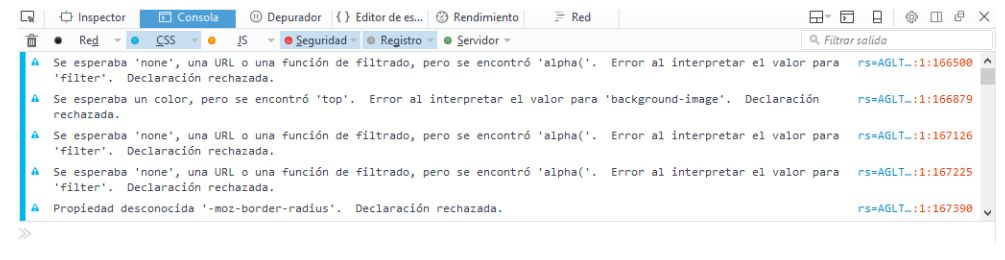 Inspector Consola Depurador { } Editor de es... Rendimiento Red
Red CSS JS Seguridad Registro Servidor Filtrar salida
Se esperaba 'none', una URL o una función de filtrado, pero se encontró 'alpha('.  Error al interpretar el valor para rs=AGLT…:1:166500
'filter'.  Declaración rechazada.
Se esperaba un color, pero se encontró 'top'.  Error al interpretar el valor para 'background-image'.  Declaración rs=AGLT…:1:166879
rechazada.
Se esperaba 'none', una URL o una función de filtrado, pero se encontró 'alpha('.  Error al interpretar el valor para rs=AGLT…:1:167126
'filter'.  Declaración rechazada.
Se esperaba 'none', una URL o una función de filtrado, pero se encontró 'alpha('.  Error al interpretar el valor para rs=AGLT…:1:167225
'filter'.  Declaración rechazada.
Propiedad desconocida '-moz-border-radius'.  Declaración rechazada. rs=AGLT…:1:167390